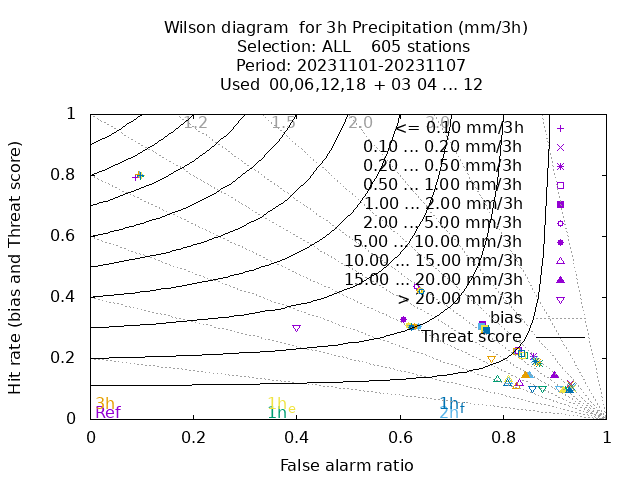 Wilson diagram  for 3h Precipitation (mm/3h)
Selection: ALL    605 stations
Period: 20231101-20231107
Used  00,06,12,18  + 03 04 ... 12
Hit rate (bias and Threat score)
1
0.8
0.6
0.4
0.2
0
1.2 1.5 2.0 3.0
<= 0.10 mm/3h
0.10 ... 0.20 mm/3h
0.20 ... 0.50 mm/3h
0.50 ... 1.00 mm/3h
1.00 ... 2.00 mm/3h
2.00 ... 5.00 mm/3h
5.00 ... 10.00 mm/3h
10.00 ... 15.00 mm/3h
15.00 ... 20.00 mm/3h
> 20.00 mm/3h
bias
Threat score
3h 1h_e 1h_f
Ref 1h 2h
0 0.2 0.4 0.6 0.8 1
False alarm ratio